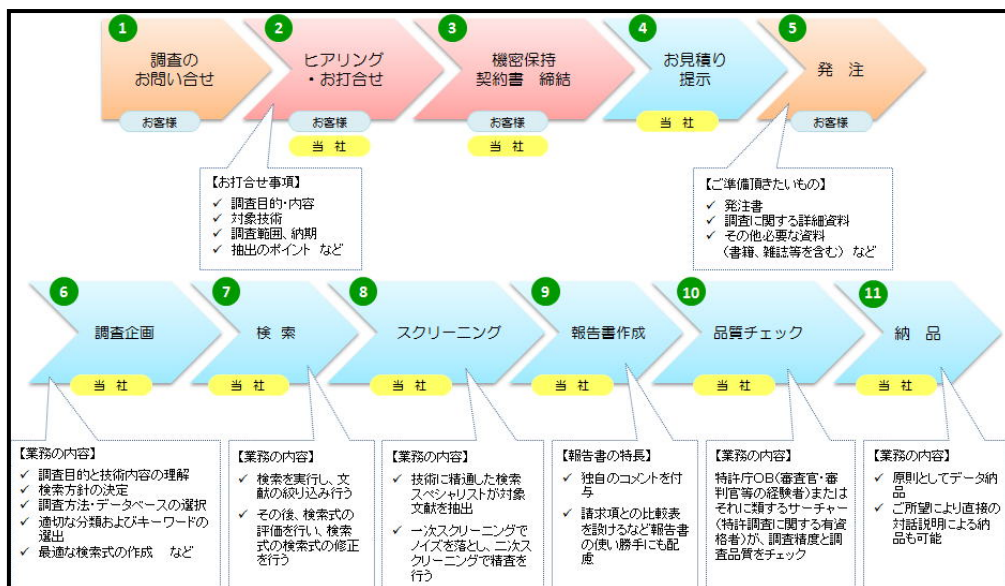 1
調査の
お問い合せ
お客様
2
ヒアリング
・お打合せ
お客様
当 社
3
機密保持
契約書 締結
お客様
当 社
4
お見積り
提示
当 社
5
発 注
お客様
【お打合せ事項】
✓ 調査目的・内容
✓ 対象技術
✓ 調査範囲、納期
✓ 抽出のポイント など
【ご準備頂きたいもの】
✓ 発注書
✓ 調査に関する詳細資料
✓ その他必要な資料
(書籍、雑誌等を含む) など
6
調査企画
当 社
7
検 索
当 社
8
スクリーニング
当 社
9
報告書作成
当 社
10
品質チェック
当 社
11
納 品
当 社
【業務の内容】
✓ 調査目的と技術内容の理解
✓ 検索方針の決定
✓ 調査方法・データベースの選択
✓ 適切な分類およびキーワードの
選出
✓ 最適な検索式の作成 など
【業務の内容】
✓ 検索を実行し、文
献の絞り込み行う
✓ その後、検索式の
評価を行い、検索
式の検索式の修正
を行う
【業務の内容】
✓ 技術に精通した検索
スペシャリストが対象
文献を抽出
✓ 一次スクリーニングで
ノイズを落とし、二次ス
クリーニングで精査を
行う
【報告書の特長】
✓ 独自のコメントを付
与
✓ 請求項との比較表
を設けるなど報告書
の使い勝手にも配
慮
【業務の内容】
特許庁OB(審査官・審
判官等の経験者)または
それに類するサーチャー
(特許調査に関する有資
格者)が、調査精度と調
査品質をチェック
【業務の内容】
✓ 原則としてデータ納
品
✓ ご所望により直接の
対話説明による納
品も可能